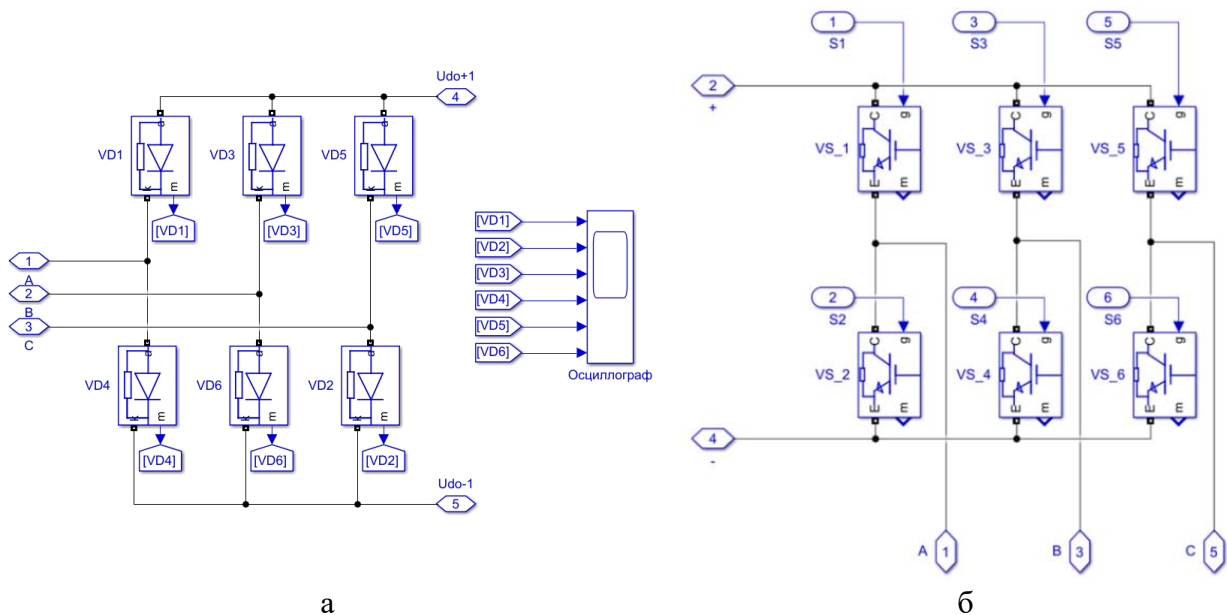 Udo+1
4
a
k
m
VD1
[VD1]
a
k
m
VD3
[VD3]
a
k
m
VD5
[VD5]
1
A
2
B
3
C
a
k
m
VD4
[VD4]
a
k
m
VD6
[VD6]
a
k
m
VD2
[VD2]
Udo-1
5
[VD1]
[VD2]
[VD3]
[VD4]
[VD5]
[VD6]
Осциллограф
а
1
S1
3
S3
5
S5
2
+
C
g
E
m
VS_1
C
g
E
m
VS_3
C
g
E
m
VS_5
2
S2
4
S4
6
S6
C
g
E
m
VS_2
C
g
E
m
VS_4
C
g
E
m
VS_6
4
-
A
1
B
3
C
5
б